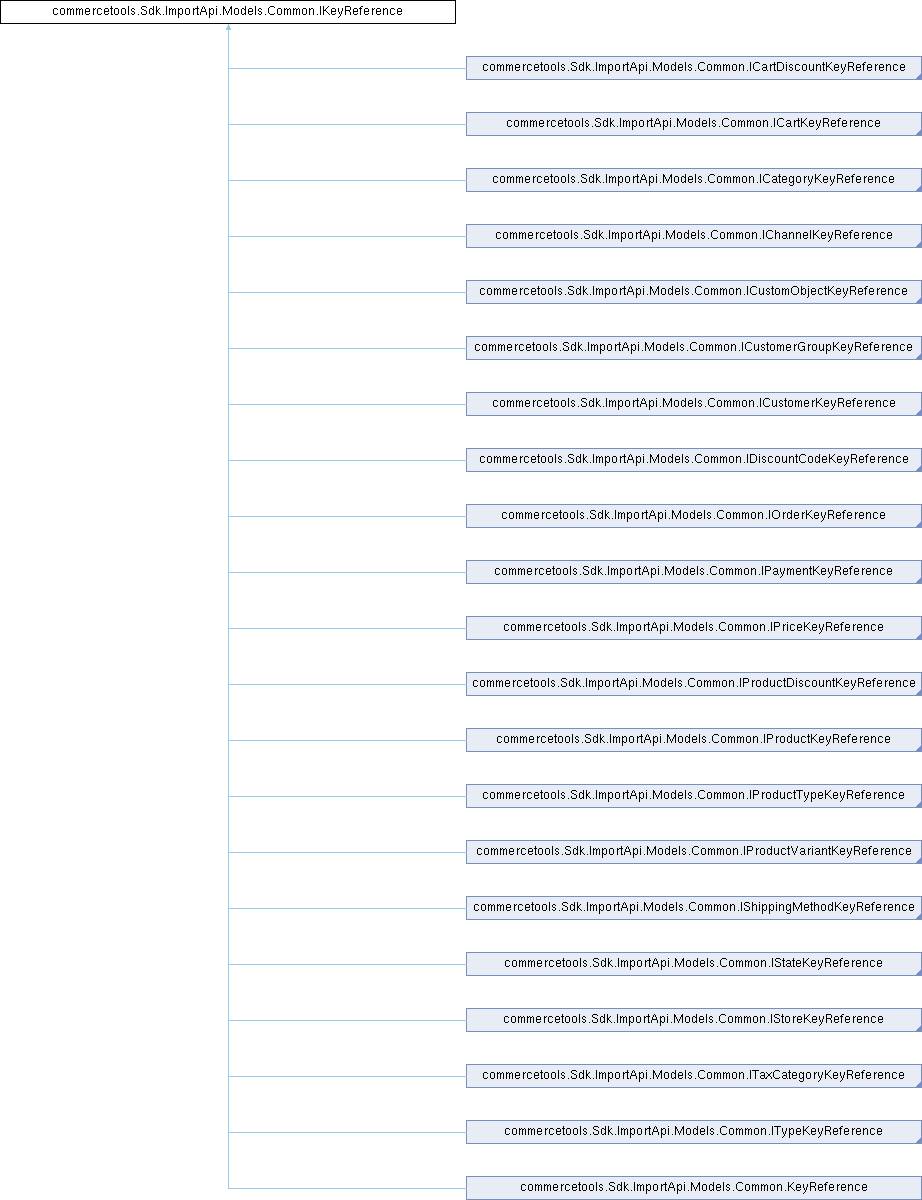 commercetools.Sdk.ImportApi.Models.Common.IKeyReference
commercetools.Sdk.ImportApi.Models.Common.ICartDiscountKeyReference
commercetools.Sdk.ImportApi.Models.Common.ICartKeyReference
commercetools.Sdk.ImportApi.Models.Common.ICategoryKeyReference
commercetools.Sdk.ImportApi.Models.Common.IChannelKeyReference
commercetools.Sdk.ImportApi.Models.Common.ICustomObjectKeyReference
commercetools.Sdk.ImportApi.Models.Common.ICustomerGroupKeyReference
commercetools.Sdk.ImportApi.Models.Common.ICustomerKeyReference
commercetools.Sdk.ImportApi.Models.Common.IDiscountCodeKeyReference
commercetools.Sdk.ImportApi.Models.Common.IOrderKeyReference
commercetools.Sdk.ImportApi.Models.Common.IPaymentKeyReference
commercetools.Sdk.ImportApi.Models.Common.IPriceKeyReference
commercetools.Sdk.ImportApi.Models.Common.IProductDiscountKeyReference
commercetools.Sdk.ImportApi.Models.Common.IProductKeyReference
commercetools.Sdk.ImportApi.Models.Common.IProductTypeKeyReference
commercetools.Sdk.ImportApi.Models.Common.IProductVariantKeyReference
commercetools.Sdk.ImportApi.Models.Common.IShippingMethodKeyReference
commercetools.Sdk.ImportApi.Models.Common.IStateKeyReference
commercetools.Sdk.ImportApi.Models.Common.IStoreKeyReference
commercetools.Sdk.ImportApi.Models.Common.ITaxCategoryKeyReference
commercetools.Sdk.ImportApi.Models.Common.ITypeKeyReference
commercetools.Sdk.ImportApi.Models.Common.KeyReference